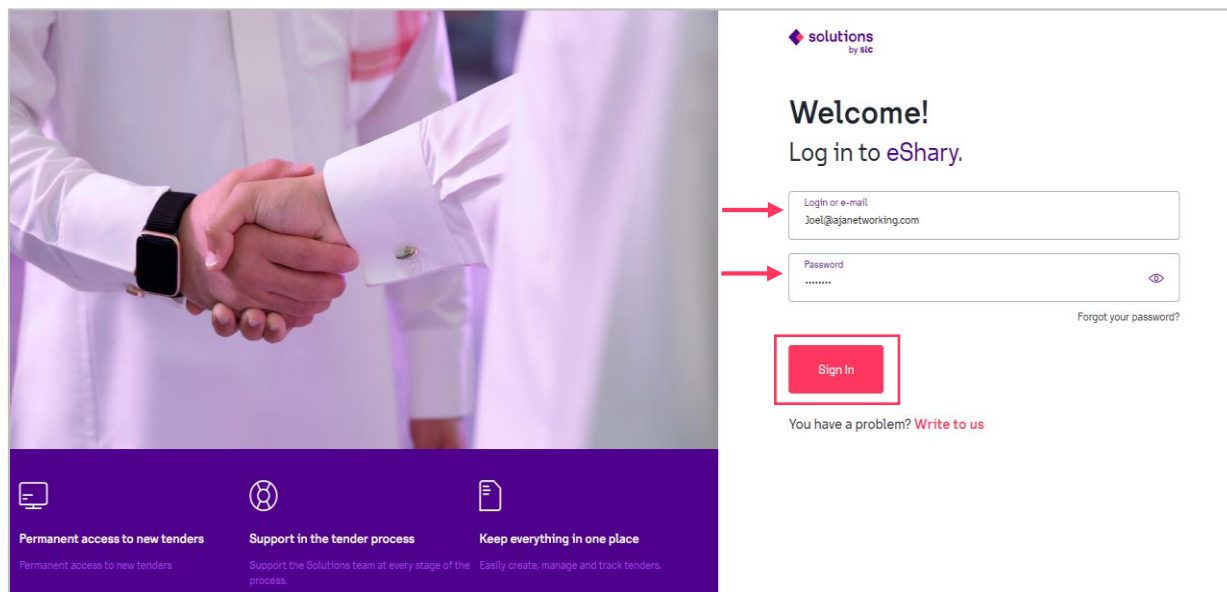 solutions
by stc
Welcome!
Log in to eShary.
Login or e-mail
Joel@ajanetworking.com
Password
........
Forgot your password?
Sign In
You have a problem? Write to us
Permanent access to new tenders
Permanent access to new tenders
Support in the tender process
Support the Solutions team at every stage of the
process.
Keep everything in one place
Easily create, manage and track tenders.